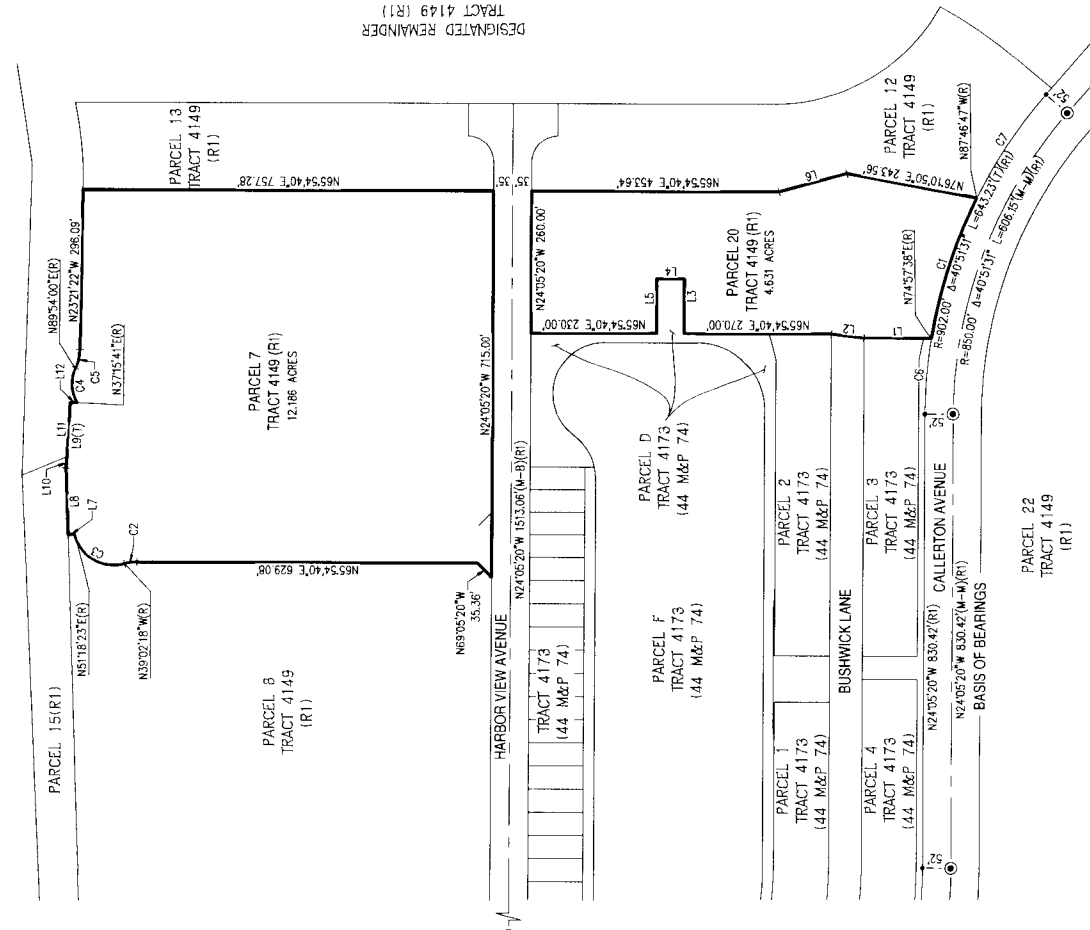 DESIGNATED REMAINDER
TRACT 4149 (R1)
PARCEL 15(R1)
PARCEL 13
TRACT 4149
(R1)
N89°54'00"E(R)
N23°21'22"W 296.09'
N37°15'41"E(R)
L12
C4
C5
L11
L9(T)
L10
L8
L7
C3
C2
N51°18'23"E(R)
N39°02'18"W(R)
N65°54'40"E 757.28'
PARCEL 7
TRACT 4149 (R1)
12.186 ACRES
N65°54'40"E 629.08'
PARCEL 8
TRACT 4149
(R1)
N69°05'20"W
35.36'
N24°05'20"W 715.00'
35'
35'
HARBOR VIEW AVENUE
N24°05'20"W 1513.06'(M-B)(R1)
TRACT 4173
(44 M&P 74)
N24°05'20"W 260.00'
N65°54'40"E 453.64'
N65°54'40"E 230.00'
L5
L4
L3
PARCEL 20
TRACT 4149 (R1)
4.631 ACRES
N65°54'40"E 270.00'
L2
L1
L6
N76°10'50"E 243.56'
PARCEL 12
TRACT 4149
(R1)
N87°46'47"W(R)
N74°57'38"E(R)
C1
C6
C7
R=902.00' Δ=40°51'31" L=643.23'(T)(R1)
R=850.00' Δ=40°51'31" L=606.15'(M-M)(R1)
52'
52'
52'
PARCEL D
TRACT 4173
(44 M&P 74)
PARCEL F
TRACT 4173
(44 M&P 74)
PARCEL 1
TRACT 4173
(44 M&P 74)
PARCEL 2
TRACT 4173
(44 M&P 74)
BUSHWICK LANE
PARCEL 4
TRACT 4173
(44 M&P 74)
PARCEL 3
TRACT 4173
(44 M&P 74)
N24°05'20"W 830.42'(R1)
CALLERTON AVENUE
N24°05'20"W 830.42'(M-M)(R1)
BASIS OF BEARINGS
PARCEL 22
TRACT 4149
(R1)